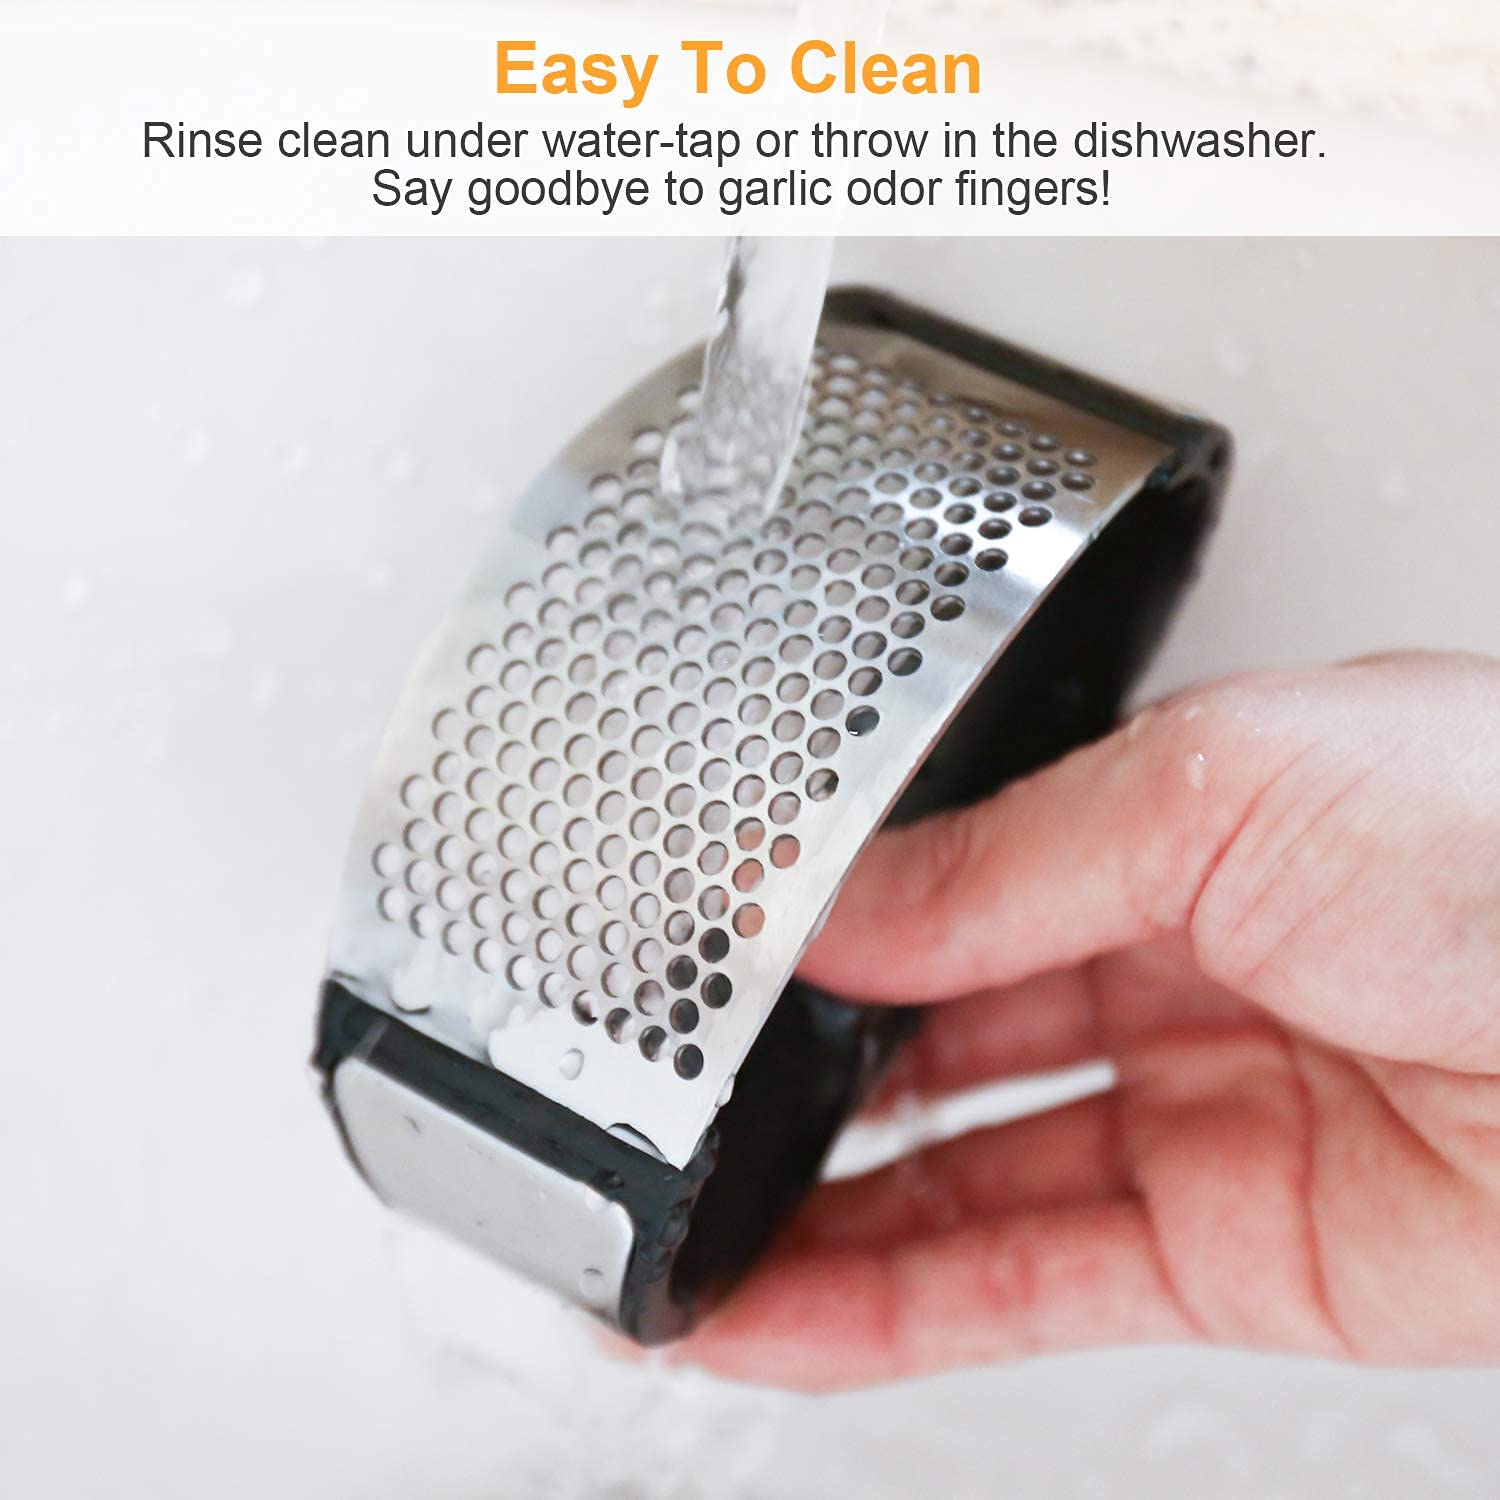 Easy To Clean
Rinse clean under water-tap or throw in the dishwasher.
Say goodbye to garlic odor fingers!